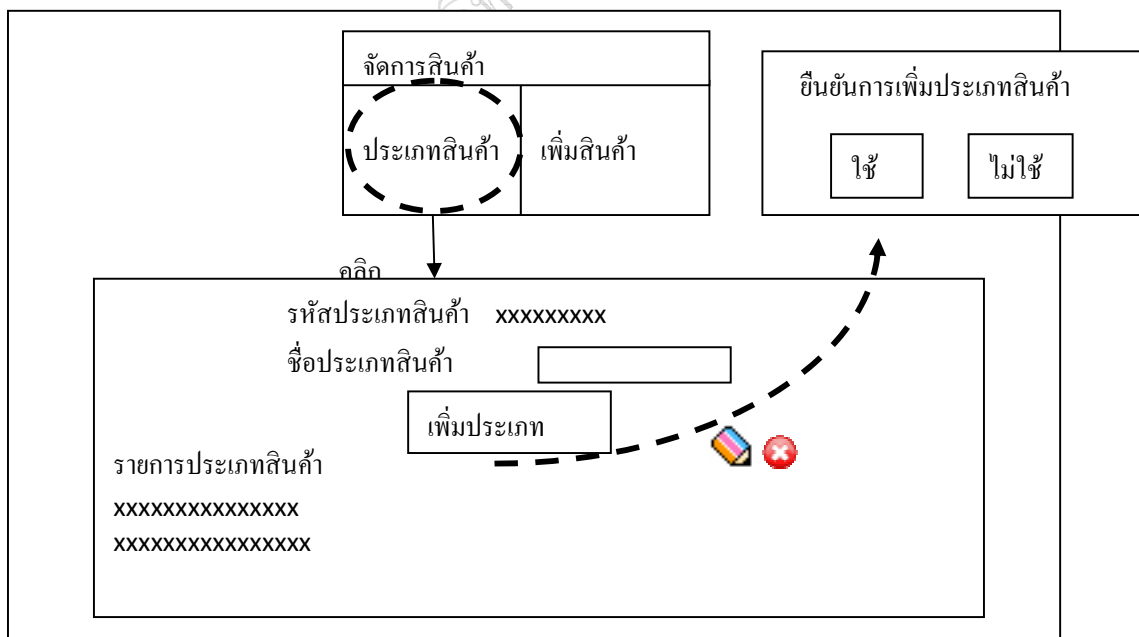 จัดการสินค้า
ประเภทสินค้า เพิ่มสินค้า
ยืนยันการเพิ่มประเภทสินค้า
ใช้ ไม่ใช้
คลิก
รหัสประเภทสินค้า xxxxxxxxx
ชื่อประเภทสินค้า
เพิ่มประเภท
รายการประเภทสินค้า
xxxxxxxxxxxxxxx
xxxxxxxxxxxxxxxx